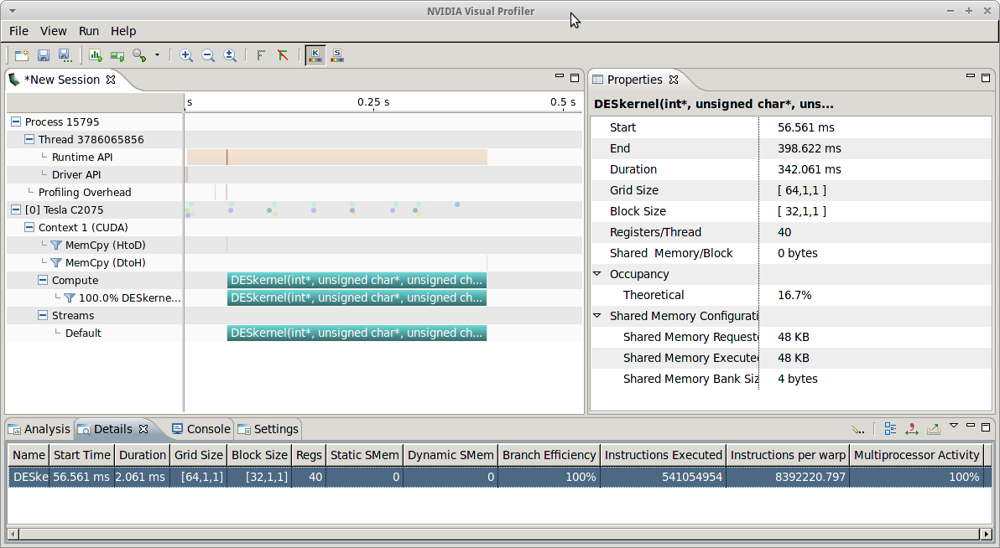 NVIDIA Visual Profiler
File View Run Help
K S
*New Session
s 0.25 s 0.5 s
Process 15795
Thread 3786065856
Runtime API
Driver API
Profiling Overhead
[0] Tesla C2075
Context 1 (CUDA)
MemCpy (HtoD)
MemCpy (DtoH)
Compute DESkernel(int*, unsigned char*, unsigned ch...
100.0% DESkerne... DESkernel(int*, unsigned char*, unsigned ch...
Streams
Default DESkernel(int*, unsigned char*, unsigned ch...
Properties
DESkernel(int*, unsigned char*, uns...
Start 56.561 ms
End 398.622 ms
Duration 342.061 ms
Grid Size [ 64,1,1 ]
Block Size [ 32,1,1 ]
Registers/Thread 40
Shared Memory/Block 0 bytes
Occupancy
Theoretical 16.7%
Shared Memory Configurati
Shared Memory Requeste 48 KB
Shared Memory Execute 48 KB
Shared Memory Bank Siz 4 bytes
Analysis Details Console Settings
Name Start Time Duration Grid Size Block Size Regs Static SMem Dynamic SMem Branch Efficiency Instructions Executed Instructions per warp Multiprocessor Activity
DESke 56.561 ms 2.061 ms [64,1,1] [32,1,1] 40 0 0 100% 541054954 8392220.797 100%